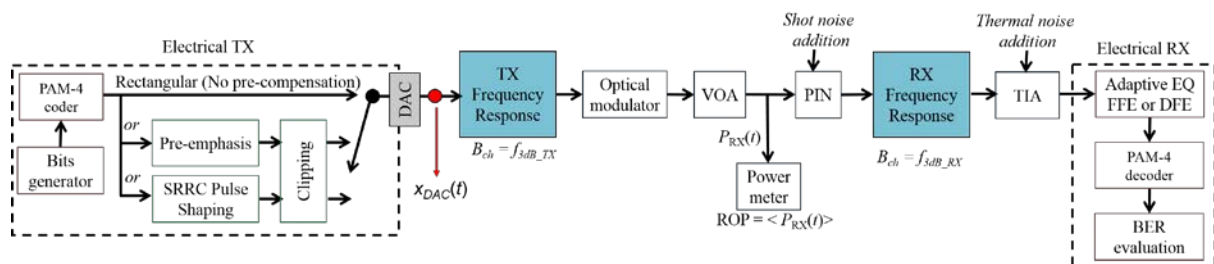 Electrical TX
PAM-4
coder
Bits
generator
Rectangular (No pre-compensation)
or
Pre-emphasis
or
SRRC Pulse
Shaping
Clipping
DAC
x_DAC(t)
TX
Frequency
Response
B_ch = f_3dB_TX
Optical
modulator
VOA
P_RX(t)
Power
meter
ROP = < P_RX(t)>
Shot noise
addition
PIN
RX
Frequency
Response
B_ch = f_3dB_RX
Thermal noise
addition
TIA
Electrical RX
Adaptive EQ
FFE or DFE
PAM-4
decoder
BER
evaluation